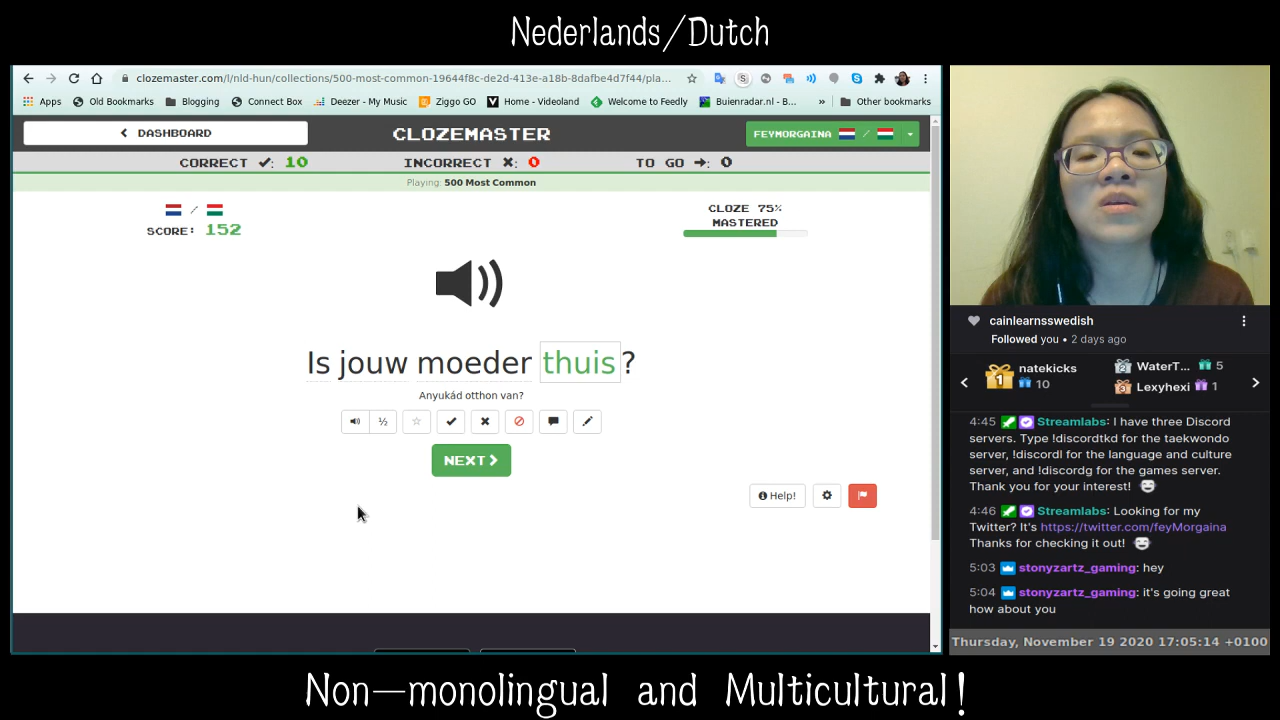 Nederlands/Dutch
clozemaster.com/l/nld-hun/collections/500-most-common-19644f8c-de2d-413e-a18b-8dafbe4d7f44/pla...
Apps Old Bookmarks Blogging Connect Box Deezer - My Music Ziggo GO Home - Videoland Welcome to Feedly Buienradar.nl - B... » Other bookmarks
DASHBOARD
CLOZEMASTER
FEYMORGAINA /
CORRECT ✔: 10 INCORRECT ✖: 0 TO GO →: 0
Playing: 500 Most Common
/
SCORE: 152
CLOZE 75%
MASTERED
Is jouw moeder thuis?
Anyukád otthon van?
½
NEXT
Help!
cainlearnsswedish
Followed you • 2 days ago
1 natekicks
10
2 WaterT... 5
3 Lexyhexi 1
4:45 Streamlabs: I have three Discord
servers. Type !discordtkd for the taekwondo
server, !discordl for the language and culture
server, and !discordg for the games server.
Thank you for your interest!
4:46 Streamlabs: Looking for my
Twitter? It's https://twitter.com/feyMorgaina
Thanks for checking it out!
5:03 stonyzartz_gaming: hey
5:04 stonyzartz_gaming: it's going great
how about you
Thursday, November 19 2020 17:05:14 +0100
Non-monolingual and Multicultural!